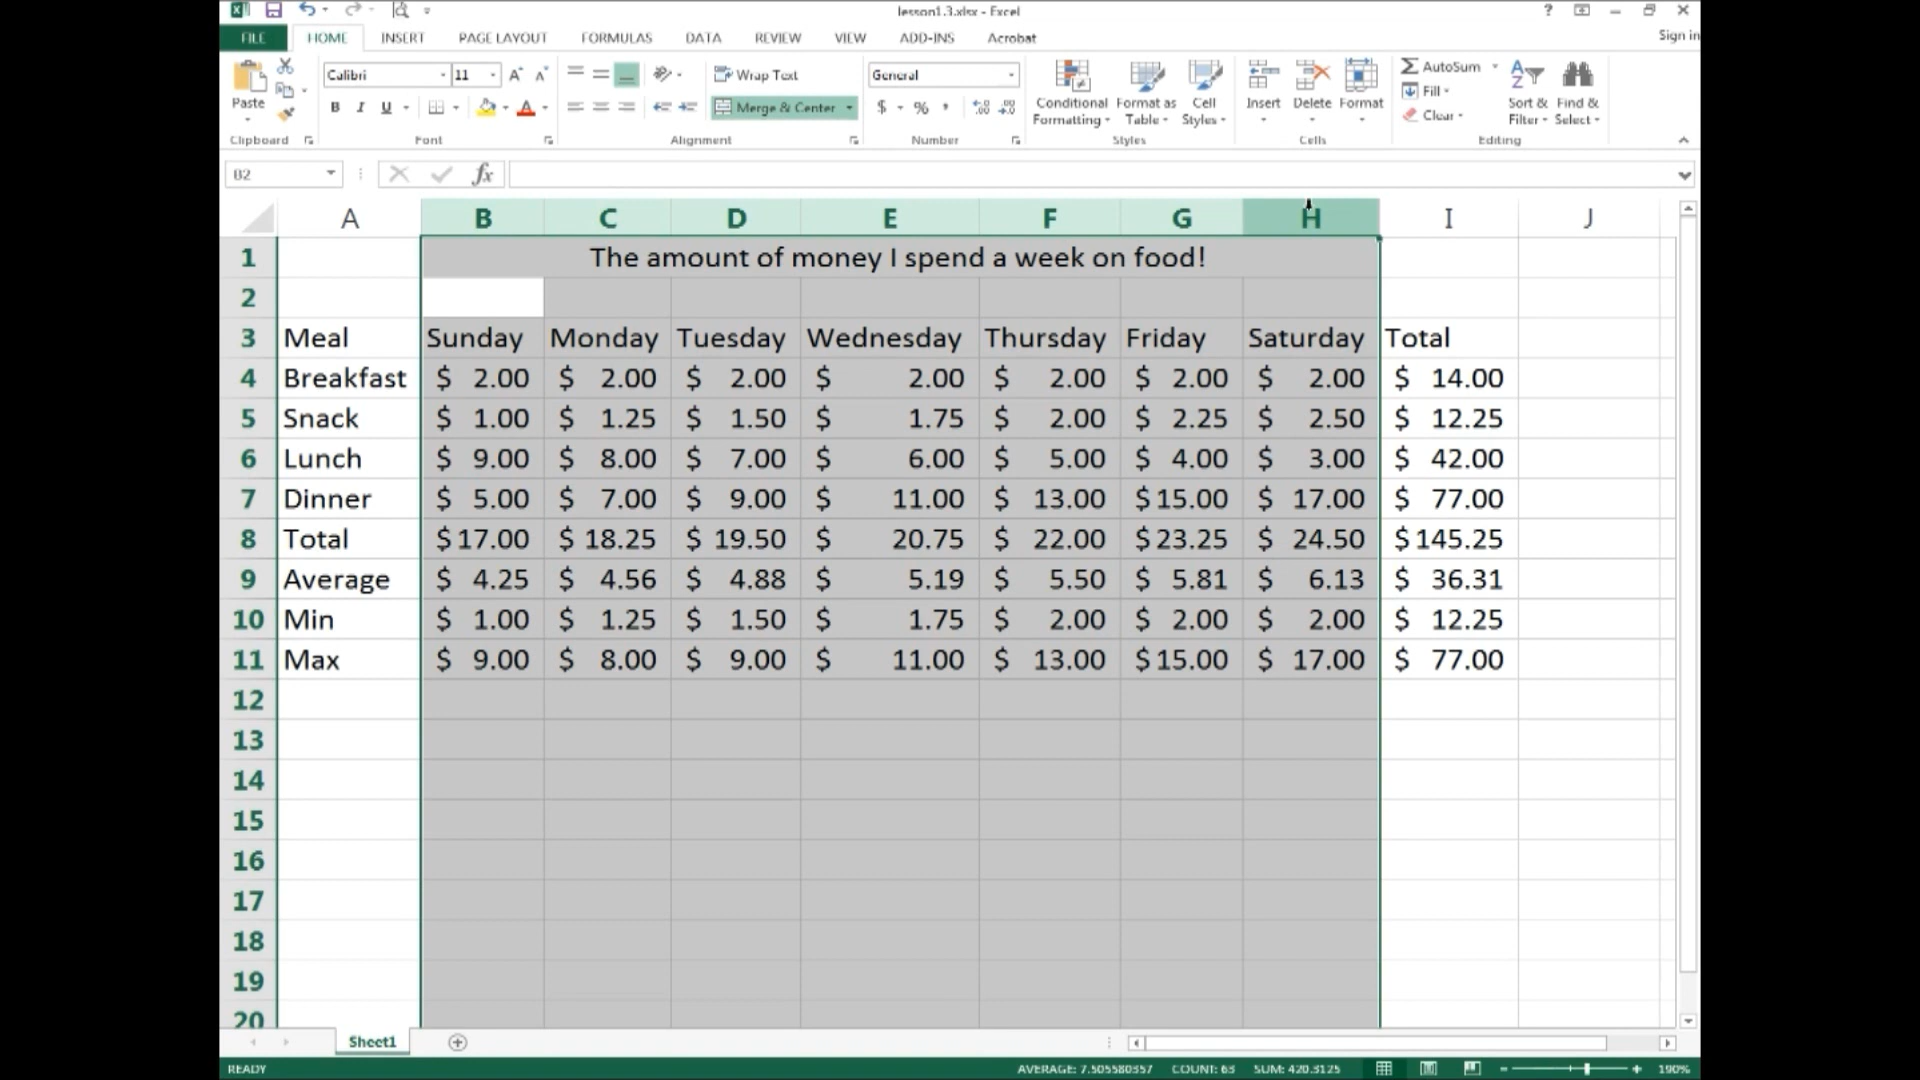 lesson1.3.xlsx - Excel
FILE HOME INSERT PAGE LAYOUT FORMULAS DATA REVIEW VIEW ADD-INS Acrobat Sign in
Calibri 11 Wrap Text General AutoSum
Paste B I U Merge & Center $ % Conditional Formatting Format as Table Cell Styles Insert Delete Format Fill Clear Sort & Filter Find & Select
Clipboard Font Alignment Number Styles Cells Editing
B2 fx
A B C D E F G H I J
1 The amount of money I spend a week on food!
2
3 Meal Sunday Monday Tuesday Wednesday Thursday Friday Saturday Total
4 Breakfast $ 2.00 $ 2.00 $ 2.00 $ 2.00 $ 2.00 $ 2.00 $ 2.00 $ 14.00
5 Snack $ 1.00 $ 1.25 $ 1.50 $ 1.75 $ 2.00 $ 2.25 $ 2.50 $ 12.25
6 Lunch $ 9.00 $ 8.00 $ 7.00 $ 6.00 $ 5.00 $ 4.00 $ 3.00 $ 42.00
7 Dinner $ 5.00 $ 7.00 $ 9.00 $ 11.00 $ 13.00 $15.00 $ 17.00 $ 77.00
8 Total $17.00 $ 18.25 $ 19.50 $ 20.75 $ 22.00 $23.25 $ 24.50 $145.25
9 Average $ 4.25 $ 4.56 $ 4.88 $ 5.19 $ 5.50 $ 5.81 $ 6.13 $ 36.31
10 Min $ 1.00 $ 1.25 $ 1.50 $ 1.75 $ 2.00 $ 2.00 $ 2.00 $ 12.25
11 Max $ 9.00 $ 8.00 $ 9.00 $ 11.00 $ 13.00 $15.00 $ 17.00 $ 77.00
12
13
14
15
16
17
18
19
20
Sheet1
READY AVERAGE: 7.505580357 COUNT: 63 SUM: 420.3125 190%